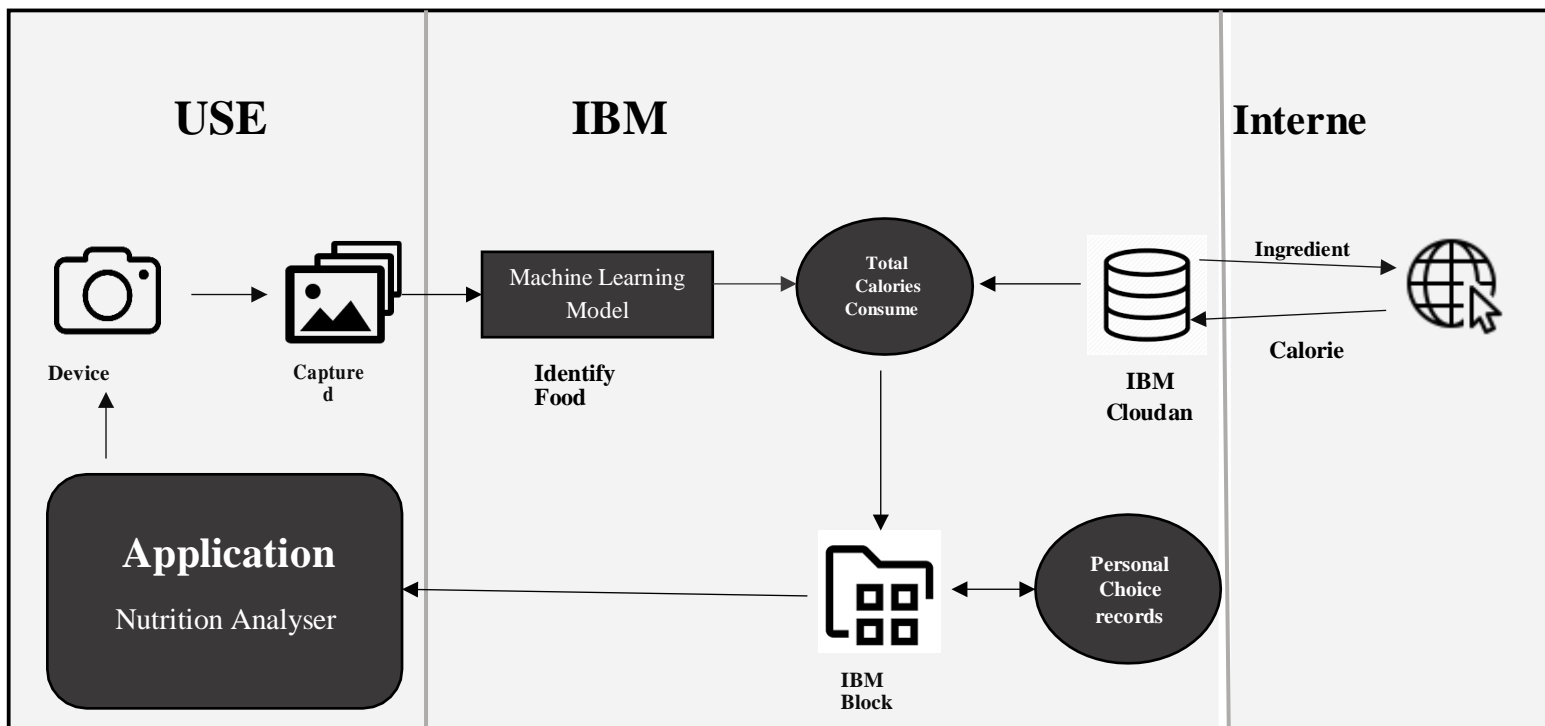 USE
IBM
Interne
Device
Capture
d
Machine Learning
Model
Identify
Food
Total
Calories
Consume
IBM
Cloudan
Ingredient
Calorie
Application
Nutrition Analyser
IBM
Block
Personal
Choice
records